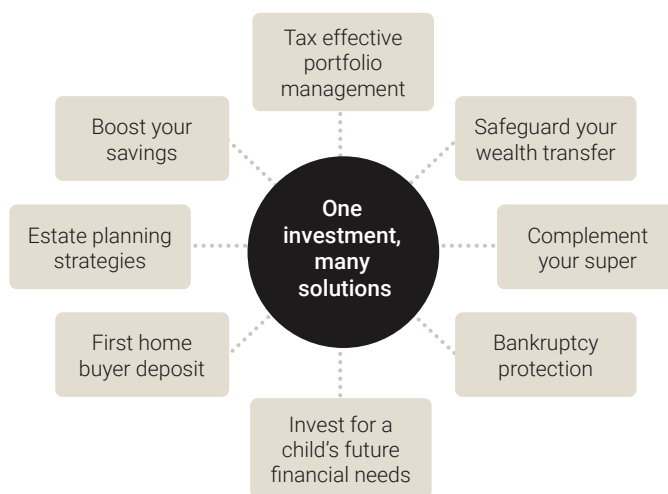 Tax effective
portfolio
management
Boost your
savings
Safeguard your
wealth transfer
One
investment,
many
solutions
Estate planning
strategies
Complement
your super
First home
buyer deposit
Bankruptcy
protection
Invest for a
child's future
financial needs